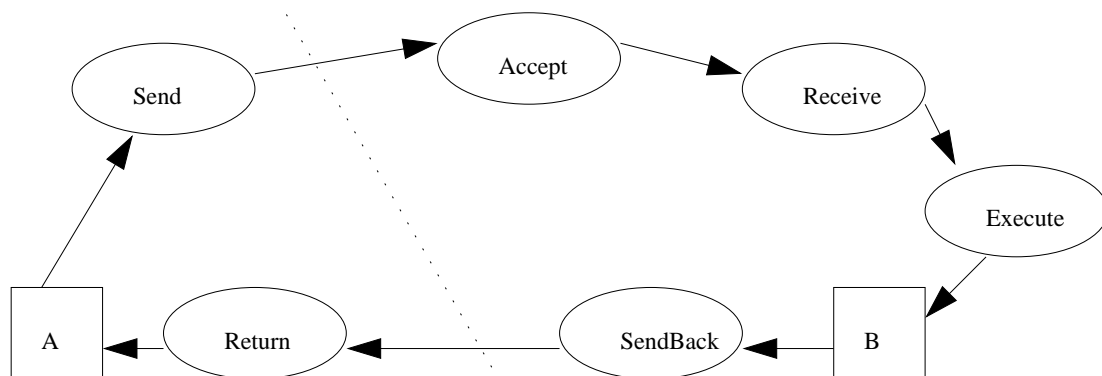 Accept
Send
Receive
Execute
A
Return
SendBack
B